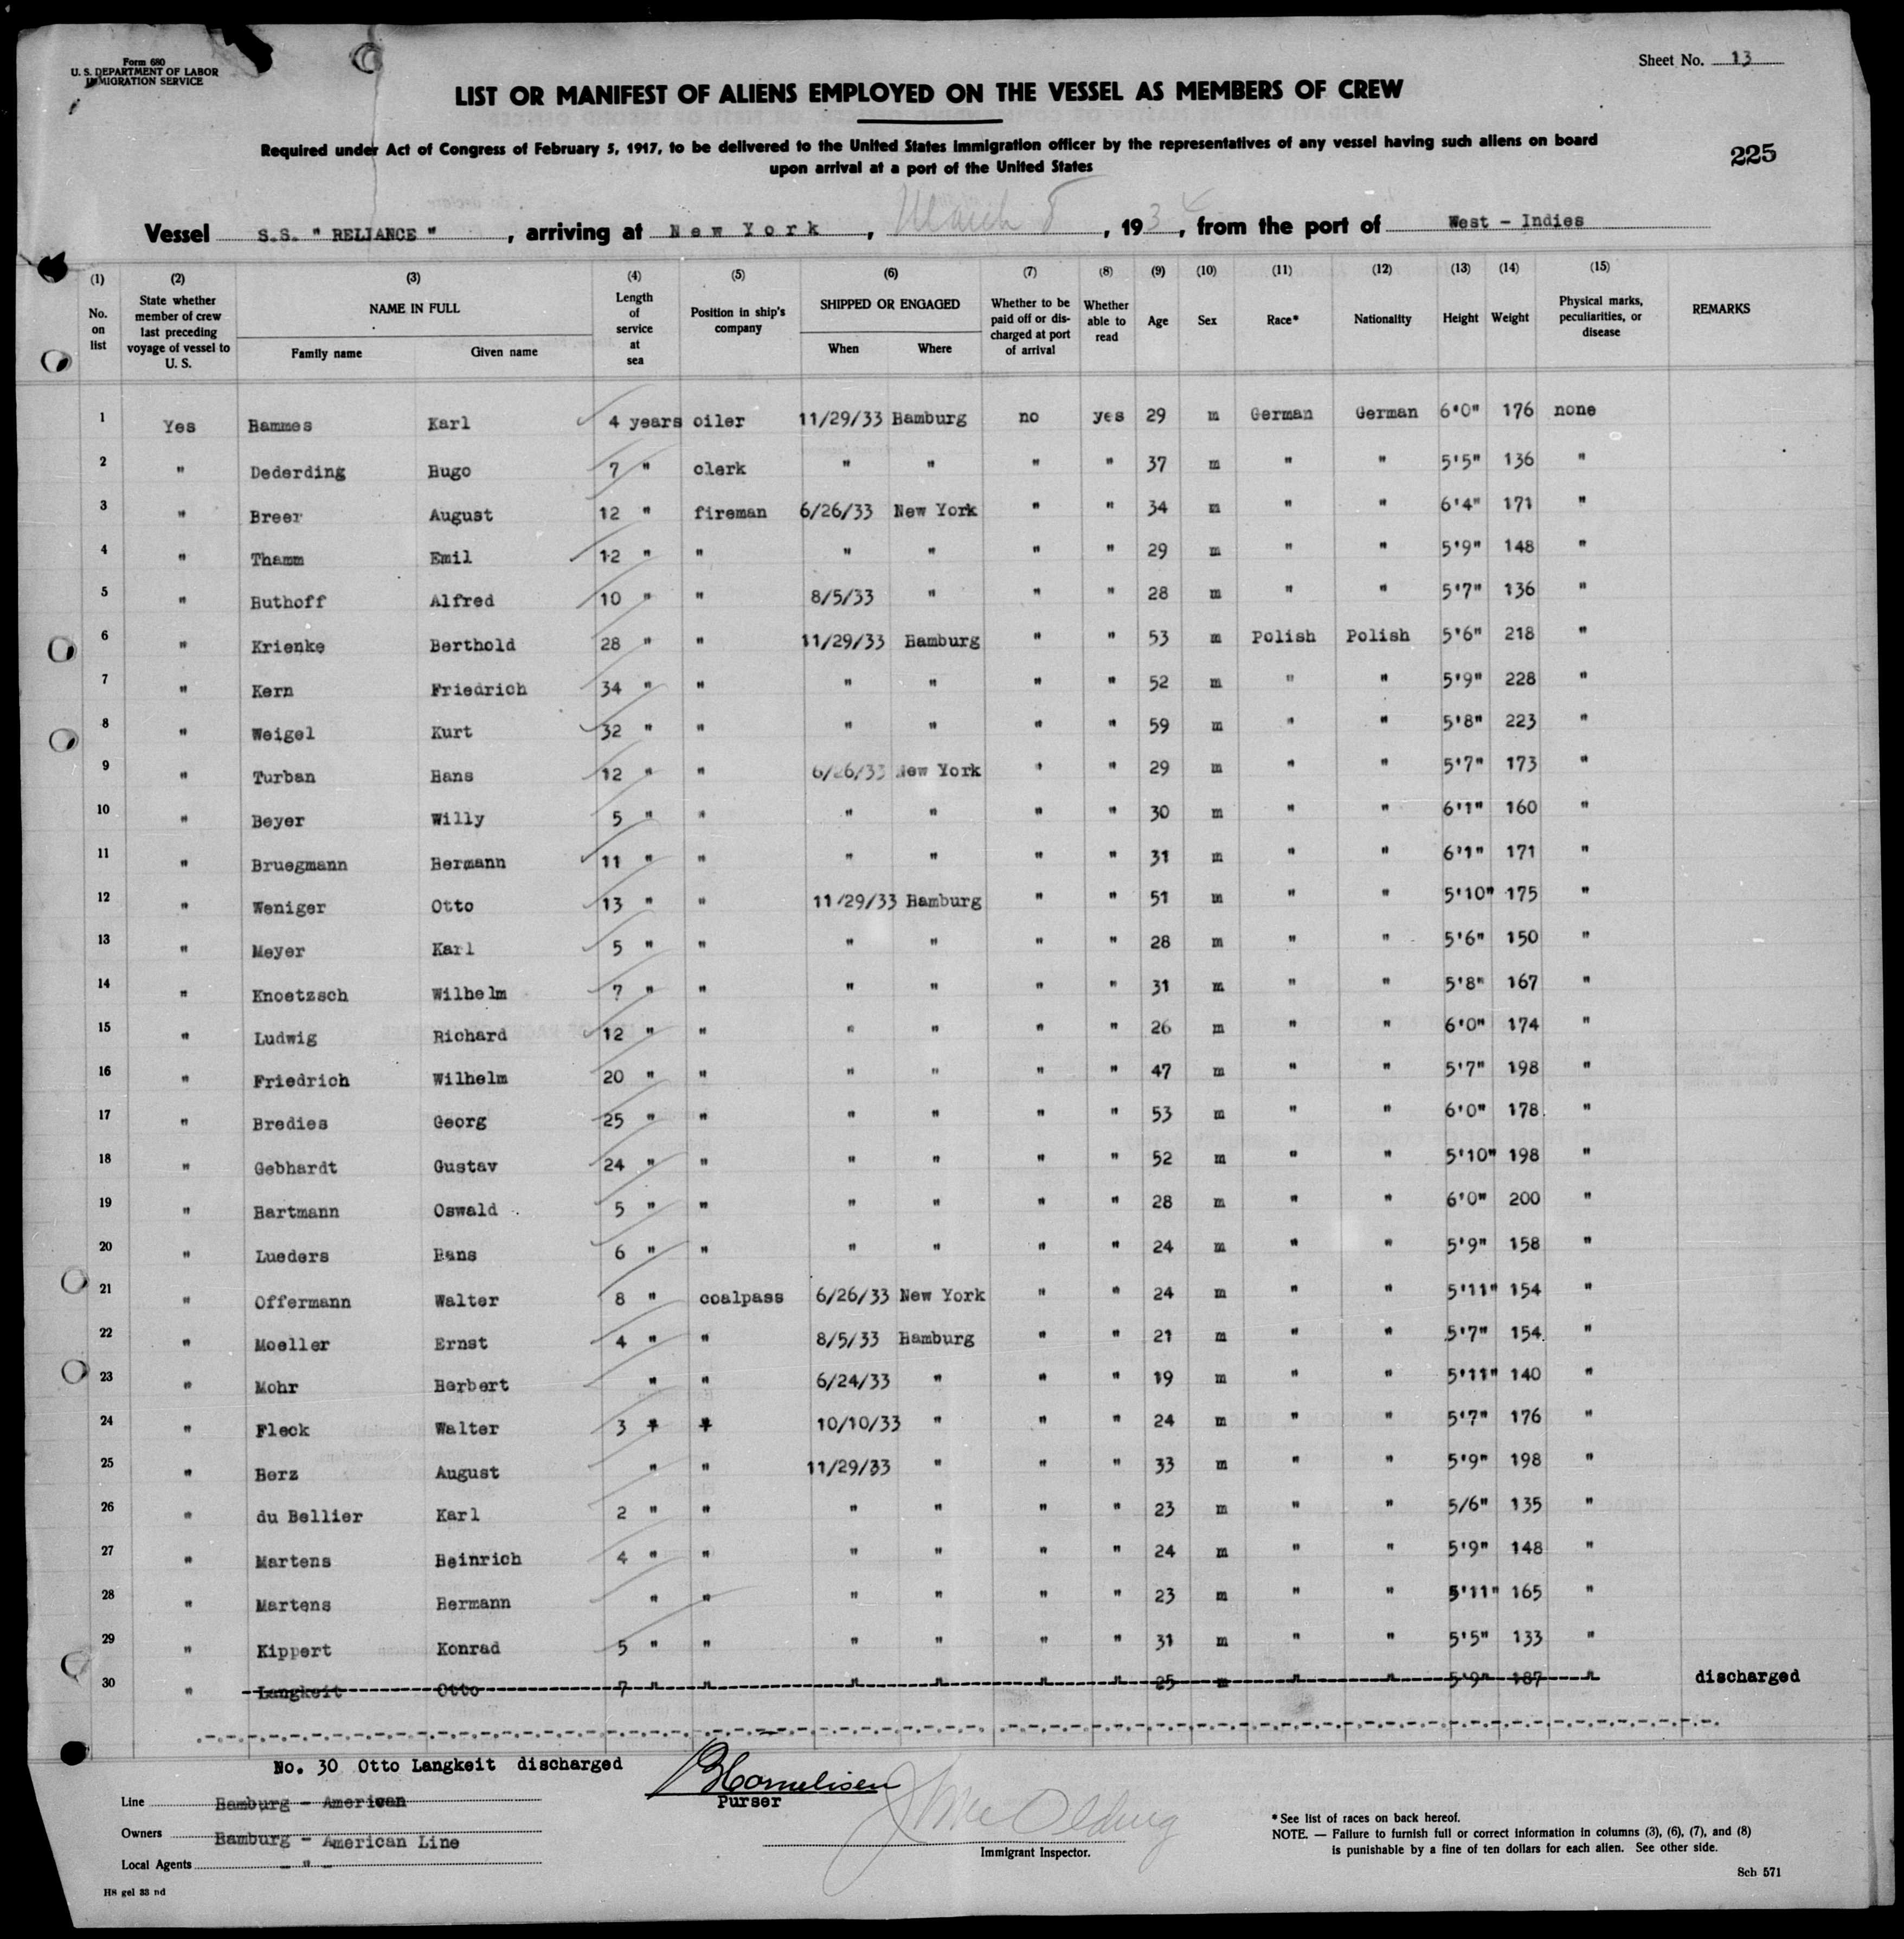 Form 680
U. S. DEPARTMENT OF LABOR
IMMIGRATION SERVICE
Sheet No. 13
LIST OR MANIFEST OF ALIENS EMPLOYED ON THE VESSEL AS MEMBERS OF CREW
Required under Act of Congress of February 5, 1917, to be delivered to the United States immigration officer by the representatives of any vessel having such aliens on board
upon arrival at a port of the United States
225
Vessel S.S. " RELIANCE ", arriving at New York, March 8, 1934, from the port of West - Indies
(1) (2) (3) (4) (5) (6) (7) (8) (9) (10) (11) (12) (13) (14) (15)
No. on list | State whether member of crew last preceding voyage of vessel to U. S. | NAME IN FULL Family name Given name | Length of service at sea | Position in ship's company | SHIPPED OR ENGAGED When Where | Whether to be paid off or discharged at port of arrival | Whether able to read | Age | Sex | Race* | Nationality | Height | Weight | Physical marks, peculiarities, or disease | REMARKS
1 Yes Hammes Karl 4 years oiler 11/29/33 Hamburg no yes 29 m German German 6'0" 176 none
2 " Dederding Hugo 7 " clerk " " " " 37 m " " 5'5" 136 "
3 " Breer August 12 " fireman 6/26/33 New York " " 34 m " " 6'4" 171 "
4 " Thamm Emil 12 " " " " " " 29 m " " 5'9" 148 "
5 " Huthoff Alfred 10 " " 8/5/33 " " " 28 m " " 5'7" 136 "
6 " Krienke Berthold 28 " " 11/29/33 Hamburg " " 53 m Polish Polish 5'6" 218 "
7 " Kern Friedrich 34 " " " " " " 52 m " " 5'9" 228 "
8 " Weigel Kurt 32 " " " " " " 59 m " " 5'8" 223 "
9 " Turban Hans 12 " " 6/26/33 New York " " 29 m " " 5'7" 173 "
10 " Beyer Willy 5 " " " " " " 30 m " " 6'1" 160 "
11 " Bruegmann Hermann 11 " " " " " " 31 m " " 6'1" 171 "
12 " Weniger Otto 13 " " 11/29/33 Hamburg " " 51 m " " 5'10" 175 "
13 " Meyer Karl 5 " " " " " " 28 m " " 5'6" 150 "
14 " Knoetzsch Wilhelm 7 " " " " " " 31 m " " 5'8" 167 "
15 " Ludwig Richard 12 " " " " " " 26 m " " 6'0" 174 "
16 " Friedrich Wilhelm 20 " " " " " " 47 m " " 5'7" 198 "
17 " Bredies Georg 25 " " " " " " 53 m " " 6'0" 178 "
18 " Gebhardt Gustav 24 " " " " " " 52 m " " 5'10" 198 "
19 " Hartmann Oswald 5 " " " " " " 28 m " " 6'0" 200 "
20 " Lueders Hans 6 " " " " " " 24 m " " 5'9" 158 "
21 " Offermann Walter 8 " coalpass 6/26/33 New York " " 24 m " " 5'11" 154 "
22 " Moeller Ernst 4 " " 8/5/33 Hamburg " " 21 m " " 5'7" 154 "
23 " Mohr Herbert " " 6/24/33 " " " 19 m " " 5'11" 140 "
24 " Fleck Walter 3 " " 10/10/33 " " " 24 m " " 5'7" 176 "
25 " Herz August " " 11/29/33 " " " 33 m " " 5'9" 198 "
26 " du Bellier Karl 2 " " " " " " 23 m " " 5/6" 135 "
27 " Martens Heinrich 4 " " " " " " 24 m " " 5'9" 148 "
28 " Martens Hermann " " " " " " 23 m " " 5'11" 165 "
29 " Kippert Konrad 5 " " " " " " 31 m " " 5'5" 133 "
30 " Langkeit Otto 7 " " " " " " 25 m " " 5'9" 187 " discharged
No. 30 Otto Langkeit discharged
Purser
Line Hamburg - American
Owners Hamburg - American Line
Local Agents - " -
Immigrant Inspector.
*See list of races on back hereof.
NOTE. — Failure to furnish full or correct information in columns (3), (6), (7), and (8)
is punishable by a fine of ten dollars for each alien. See other side.
Sch 571
H8 gel 33 nd